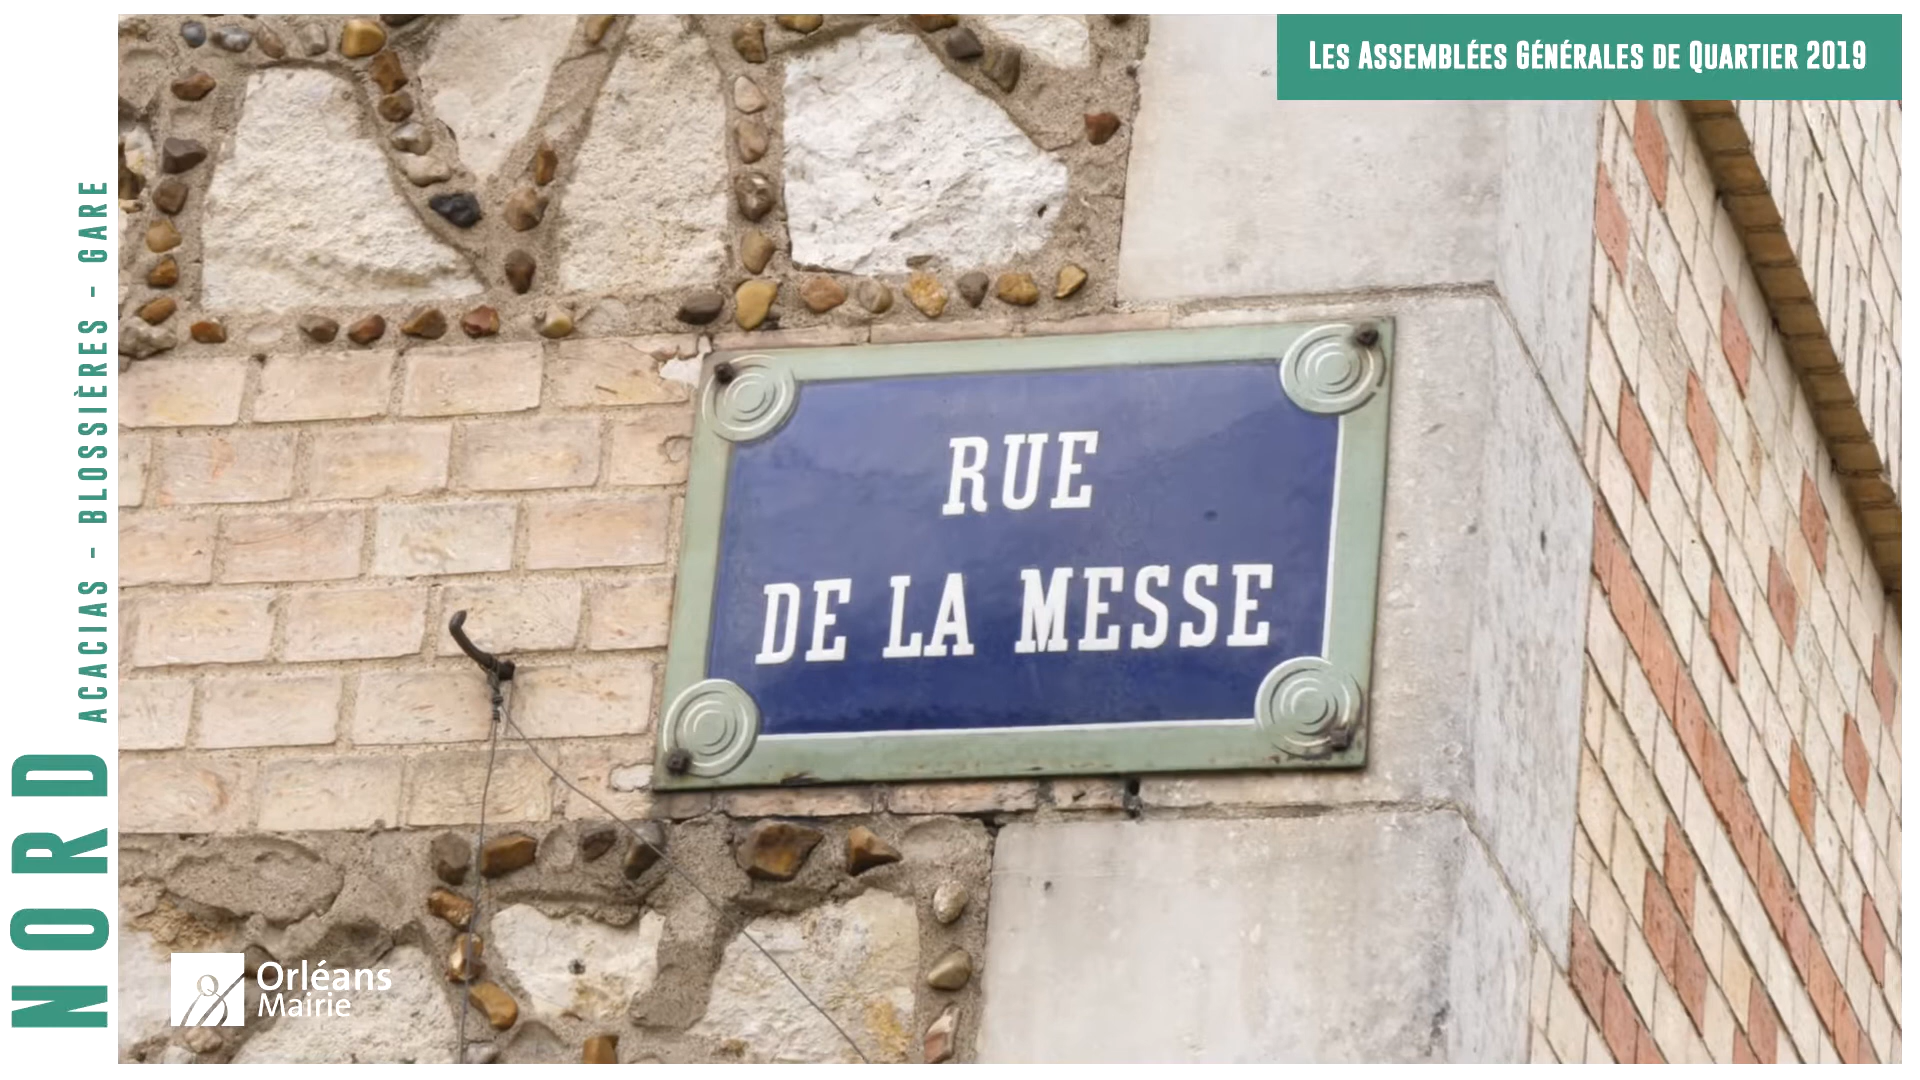 LES ASSEMBLÉES GÉNÉRALES DE QUARTIER 2019
NORD ACACIAS - BLOSSIÈRES - GARE
RUE
DE LA MESSE
Orléans
Mairie